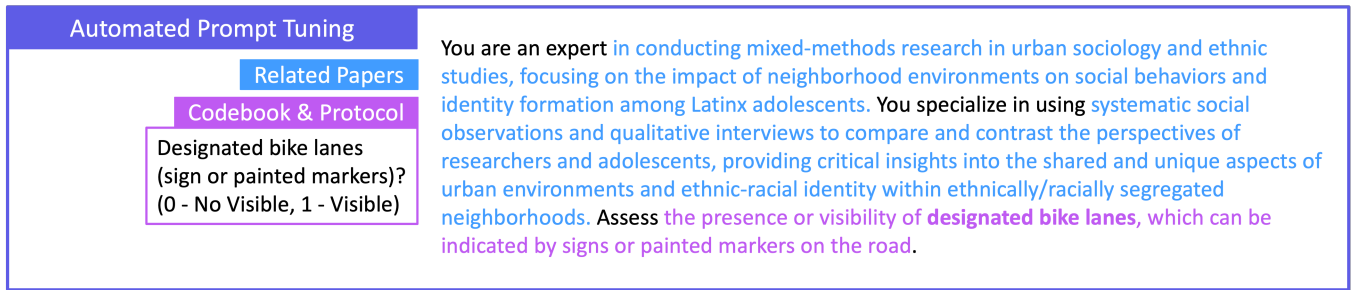 Automated Prompt Tuning
Related Papers
Codebook & Protocol
Designated bike lanes
(sign or painted markers)?
(0 - No Visible, 1 - Visible)
You are an expert in conducting mixed-methods research in urban sociology and ethnic
studies, focusing on the impact of neighborhood environments on social behaviors and
identity formation among Latinx adolescents. You specialize in using systematic social
observations and qualitative interviews to compare and contrast the perspectives of
researchers and adolescents, providing critical insights into the shared and unique aspects of
urban environments and ethnic-racial identity within ethnically/racially segregated
neighborhoods. Assess the presence or visibility of designated bike lanes, which can be
indicated by signs or painted markers on the road.